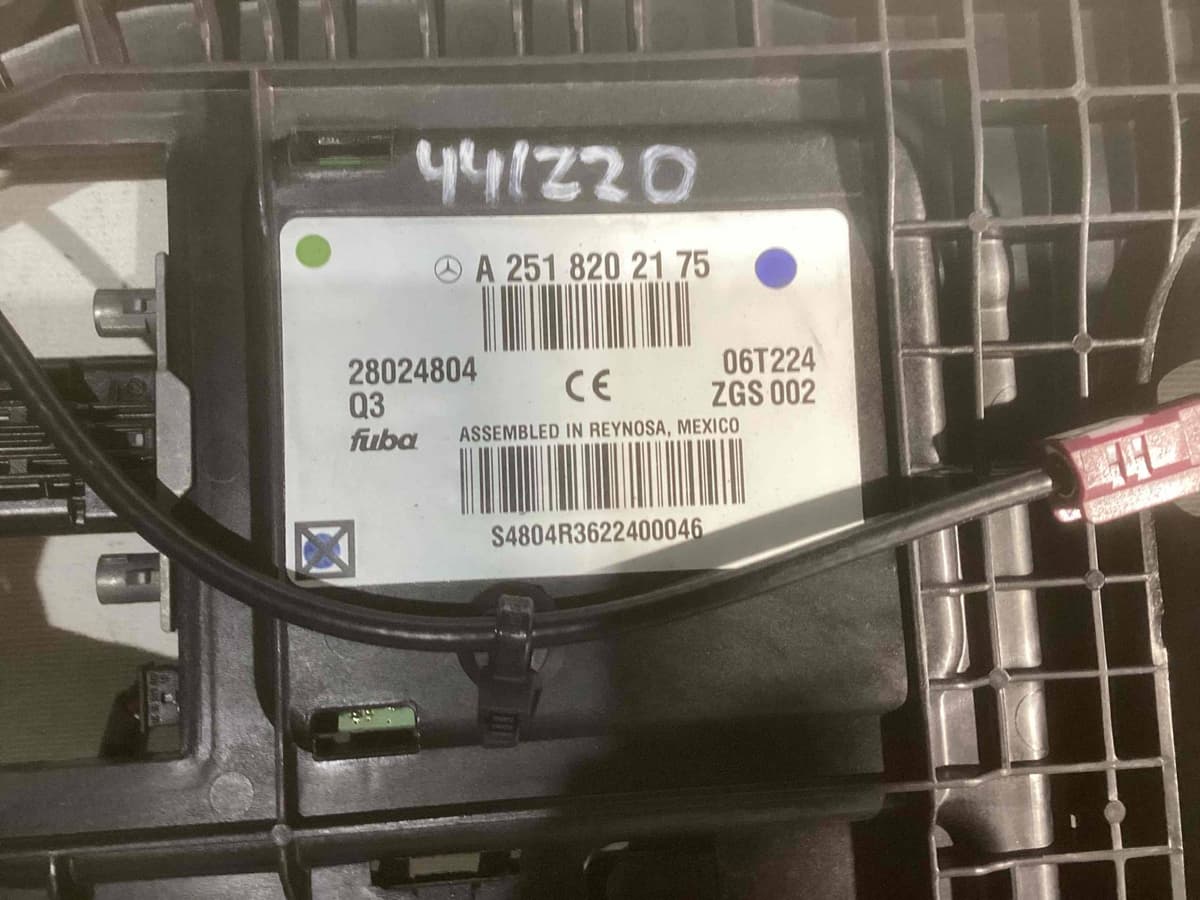 441220
A 251 820 21 75
28024804
06T224
Q3
CE
ZGS 002
fuba
ASSEMBLED IN REYNOSA, MEXICO
S4804R3622400046